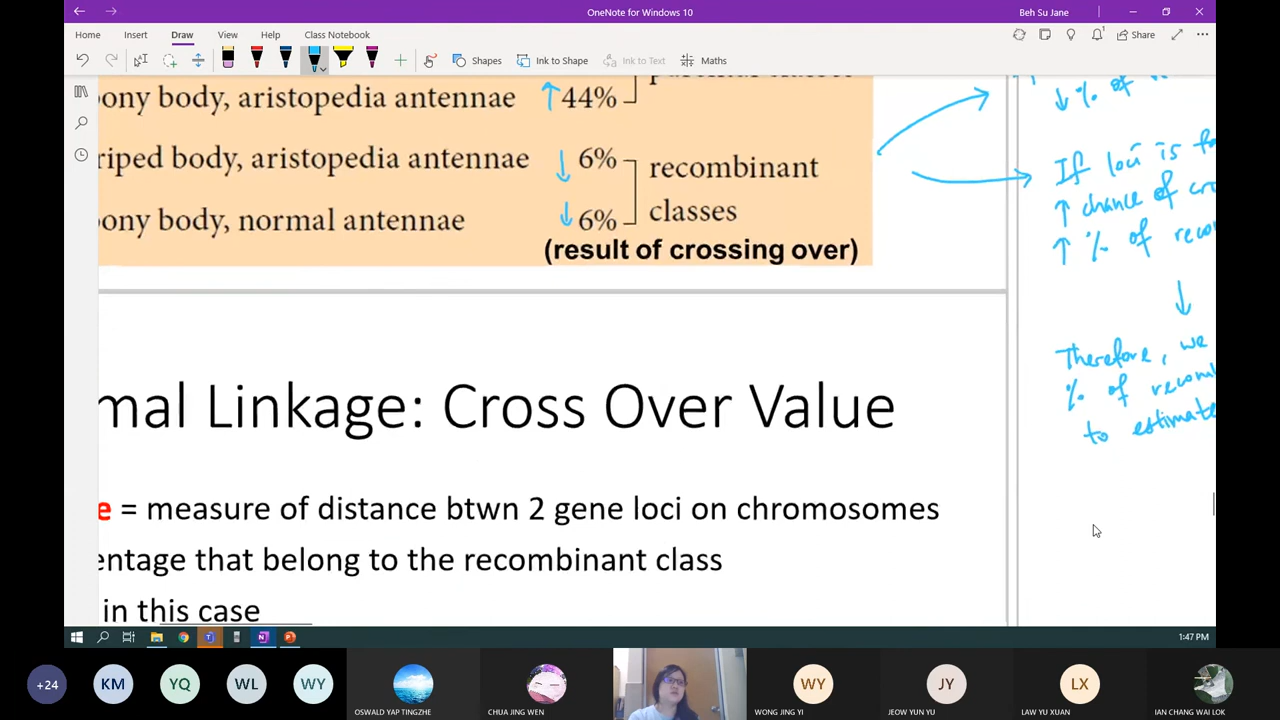 OneNote for Windows 10
Beh Su Jane
Home Insert Draw View Help Class Notebook
Share
Shapes Ink to Shape Ink to Text Maths
ony body, aristopedia antennae ↑ 44%
riped body, aristopedia antennae ↓ 6%
ony body, normal antennae ↓ 6%
recombinant
classes
(result of crossing over)
↓ % of
If loci is
↑ chance of
↑ % of
↓
Therefore, we
% of
to estimate
mal Linkage: Cross Over Value
e = measure of distance btwn 2 gene loci on chromosomes
entage that belong to the recombinant class
in this case
1:47 PM
+24 KM YQ WL WY
OSWALD YAP TINGZHE
CHUA JING WEN
WY
WONG JING YI
JY
JEOW YUN YU
LX
LAW YU XUAN
IAN CHANG WAI LOK